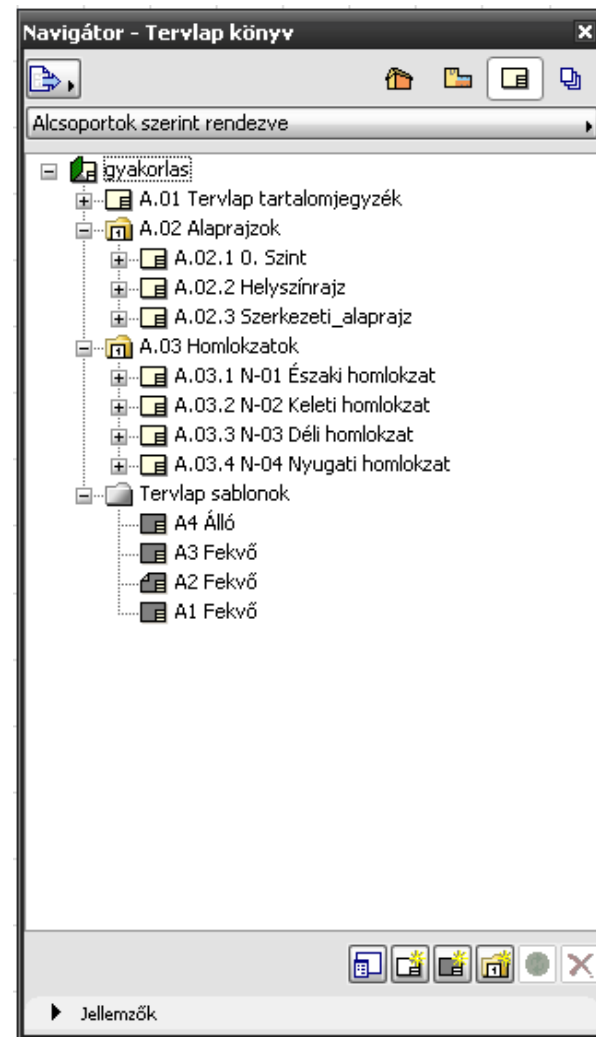 Navigátor - Tervlap könyv
Alcsoportok szerint rendezve
gyakorlas
A.01 Tervlap tartalomjegyzék
A.02 Alaprajzok
A.02.1 0. Szint
A.02.2 Helyszínrajz
A.02.3 Szerkezeti_alaprajz
A.03 Homlokzatok
A.03.1 N-01 Északi homlokzat
A.03.2 N-02 Keleti homlokzat
A.03.3 N-03 Déli homlokzat
A.03.4 N-04 Nyugati homlokzat
Tervlap sablonok
A4 Álló
A3 Fekvő
A2 Fekvő
A1 Fekvő
Jellemzők